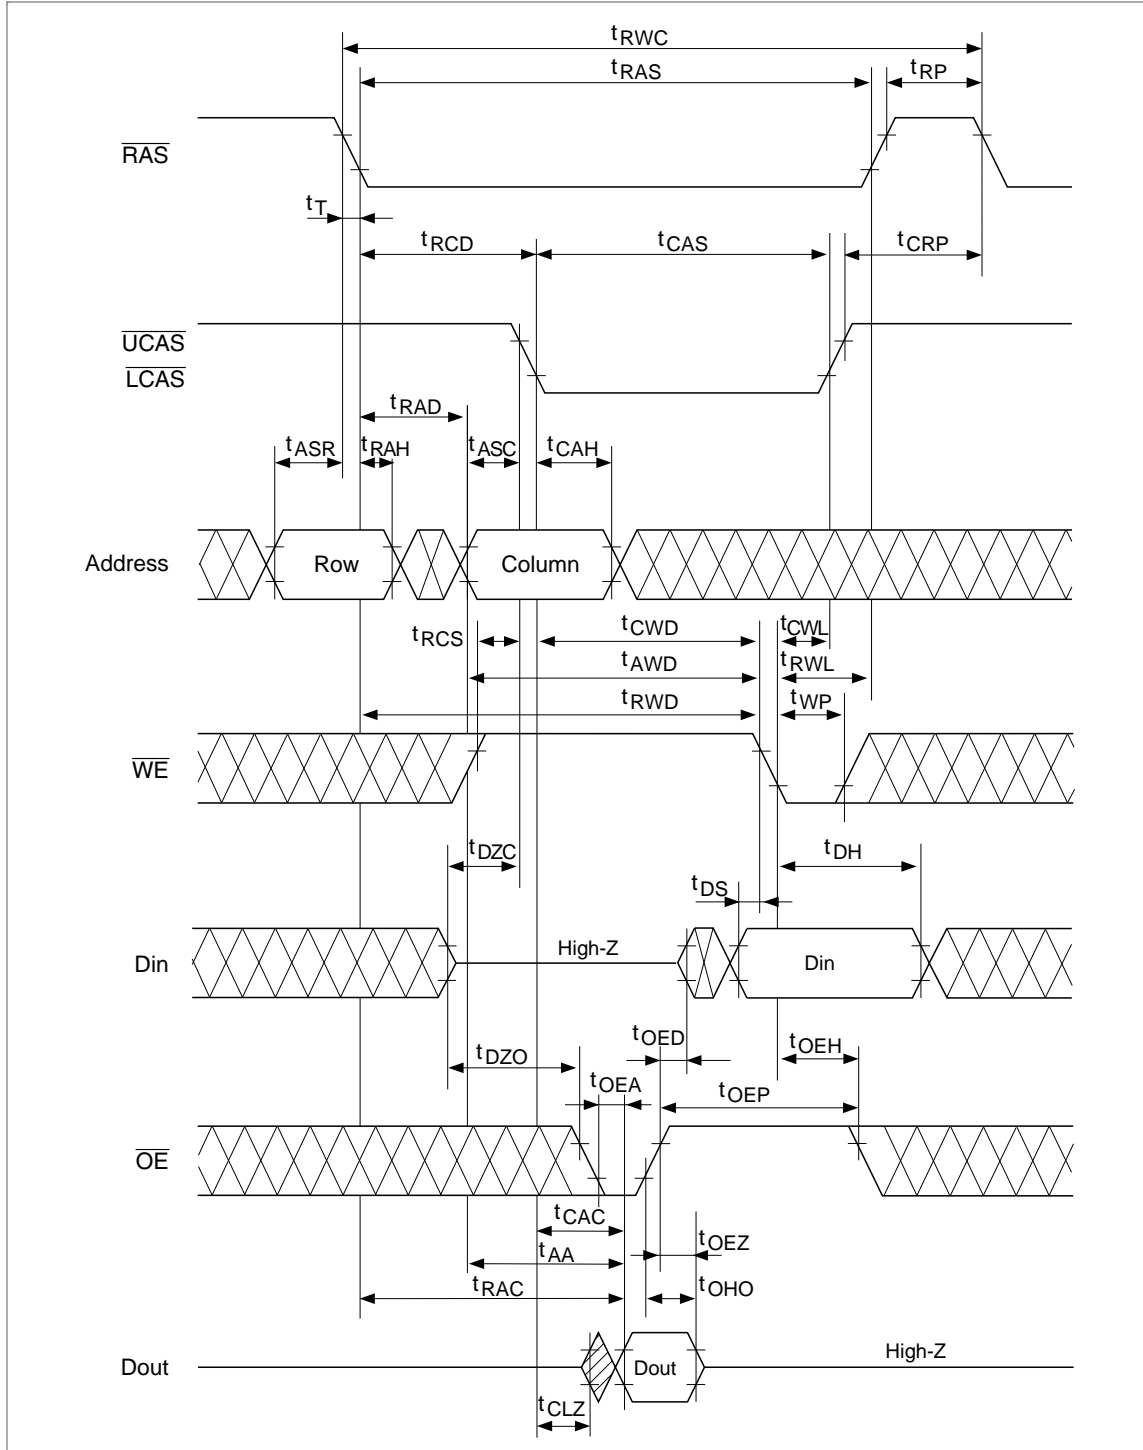 tRWC
tRAS
tRP
RAS
tT
tRCD
tCAS
tCRP
UCAS
LCAS
tRAD
tASR
tRAH
tASC
tCAH
Address
Row
Column
tRCS
tCWD
tCWL
tAWD
tRWL
tRWD
tWP
WE
tDZC
tDH
tDS
Din
High-Z
Din
tDZO
tOED
tOEH
tOEA
tOEP
OE
tCAC
tOEZ
tAA
tRAC
tOHO
Dout
Dout
High-Z
tCLZ